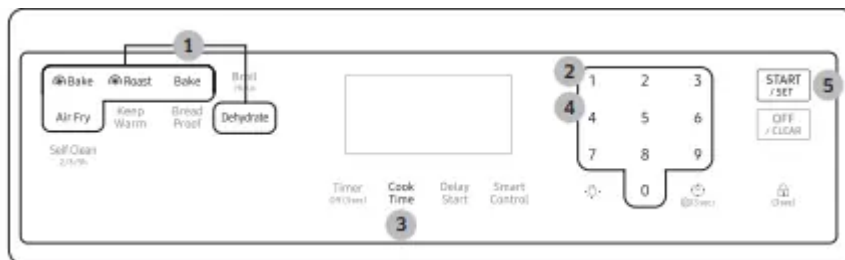 1
Bake Roast Bake Broil
Air Fry Keep Warm Bread Proof Dehydrate
Self Clean
Timer Cook Time Delay Start Smart Control
3
2
1 2 3
4
4 5 6
7 8 9
0
START / SET
5
OFF / CLEAR